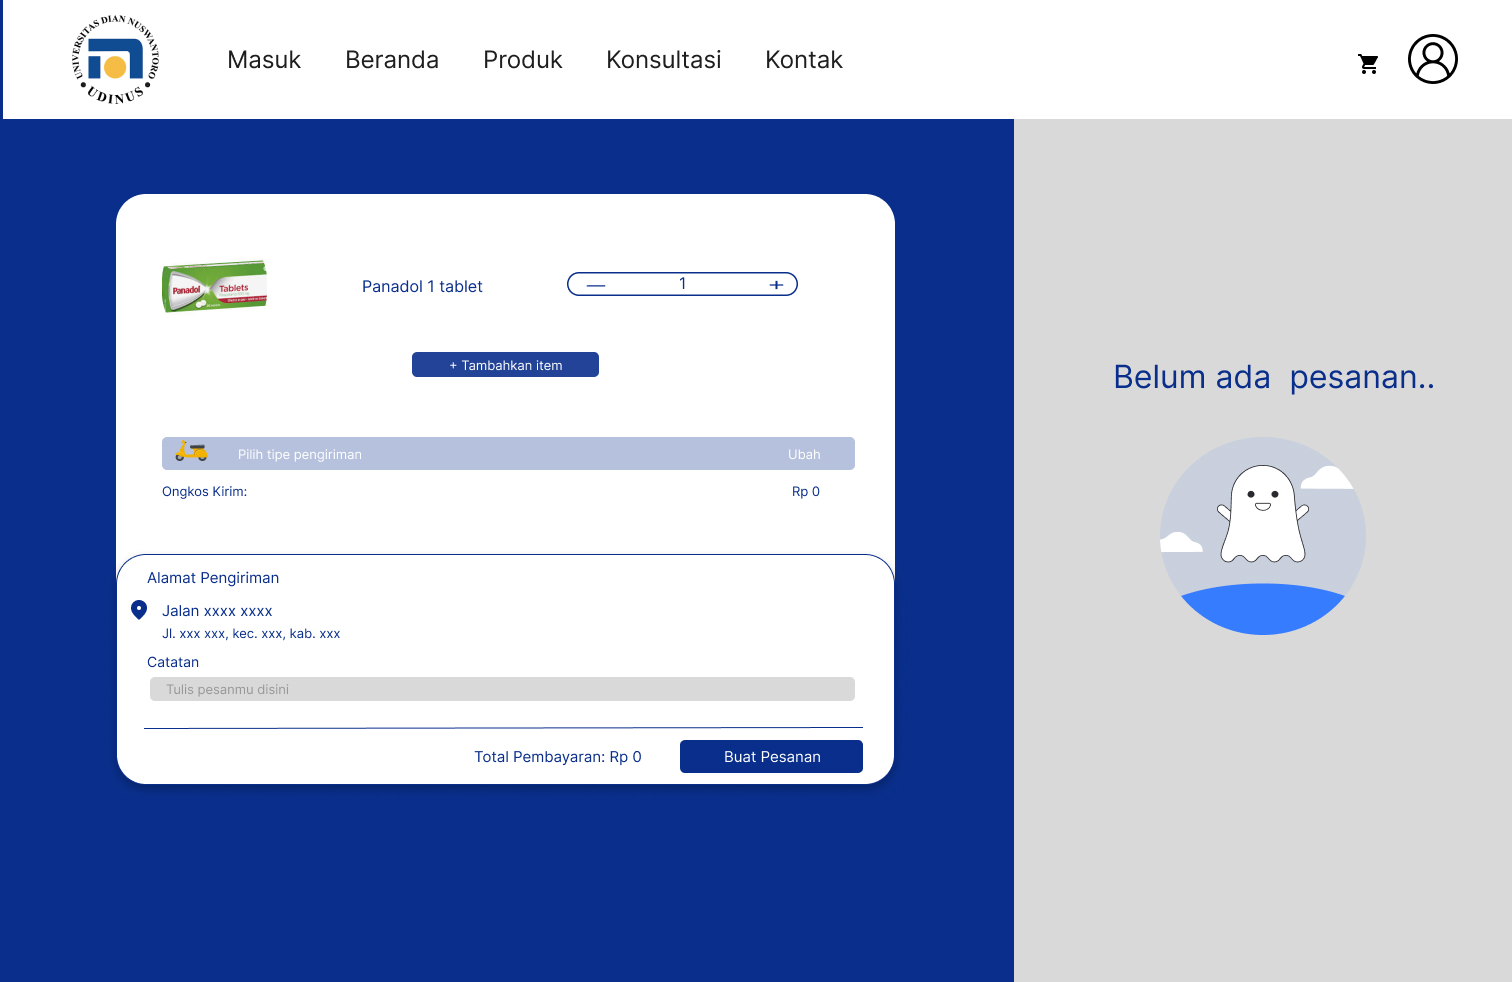 UNIVERSITAS DIAN NUSWANTORO
UDINUS
Masuk Beranda Produk Konsultasi Kontak
Panadol Tablets
Panadol 1 tablet
— 1 +
+ Tambahkan item
Pilih tipe pengiriman Ubah
Ongkos Kirim: Rp 0
Alamat Pengiriman
Jalan xxxx xxxx
Jl. xxx xxx, kec. xxx, kab. xxx
Catatan
Tulis pesanmu disini
Total Pembayaran: Rp 0 Buat Pesanan
Belum ada pesanan..